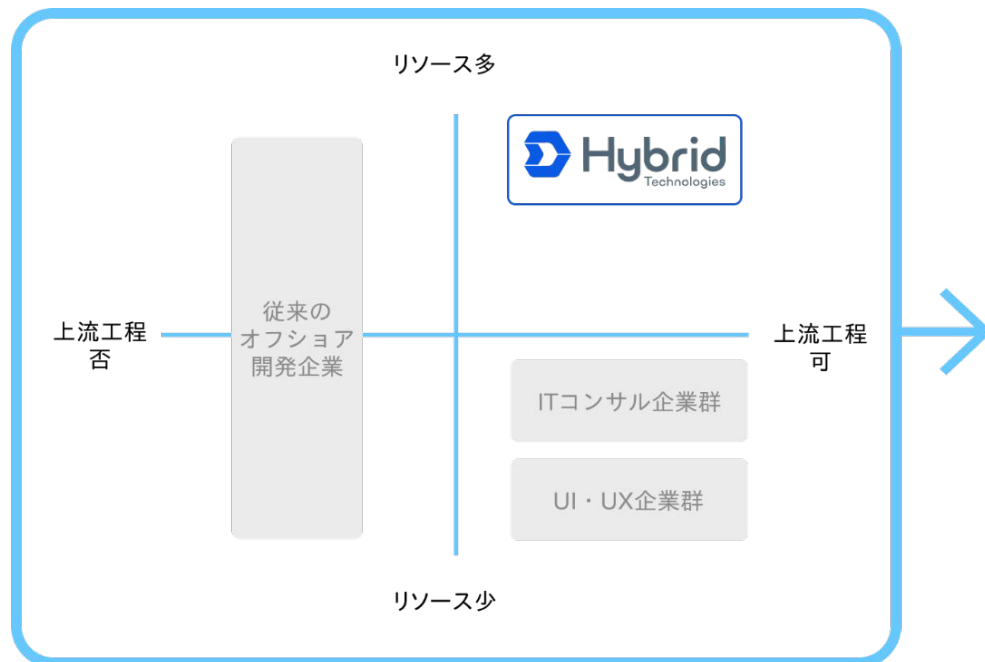 リソース多
Hybrid
Technologies
従来の
オフショア
開発企業
上流工程
否
上流工程
可
ITコンサル企業群
UI・UX企業群
リソース少